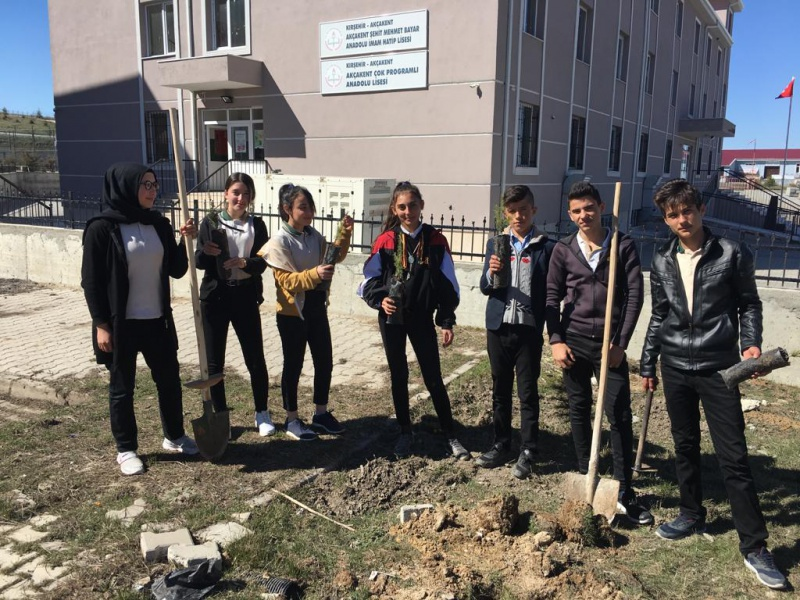 KIRŞEHİR - AKÇAKENT
AKÇAKENT ŞEHİT MEHMET BAYAR
ANADOLU İMAM HATİP LİSESİ
KIRŞEHİR - AKÇAKENT
AKÇAKENT ÇOK PROGRAMLI
ANADOLU LİSESİ